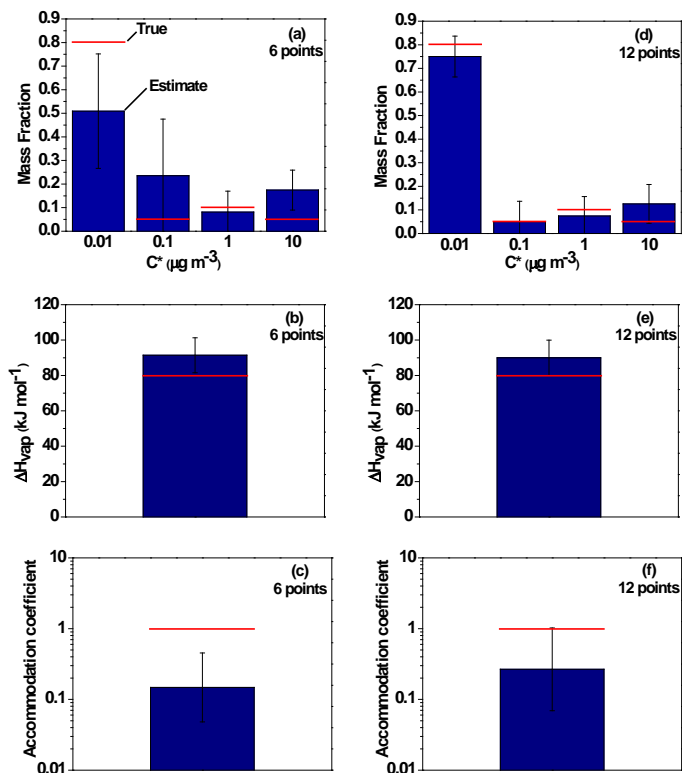 (a)
6 points
True
Estimate
Mass Fraction
0.9
0.8
0.7
0.6
0.5
0.4
0.3
0.2
0.1
0.0
0.01 0.1 1 10
C* (µg m-3)
(d)
12 points
Mass Fraction
0.9
0.8
0.7
0.6
0.5
0.4
0.3
0.2
0.1
0.0
0.01 0.1 1 10
C* (µg m-3)
(b)
6 points
ΔHvap (kJ mol-1)
120
100
80
60
40
20
0
(e)
12 points
ΔHvap (kJ mol-1)
120
100
80
60
40
20
0
(c)
6 points
Accommodation coefficient
10
1
0.1
0.01
(f)
12 points
Accommodation coefficient
10
1
0.1
0.01